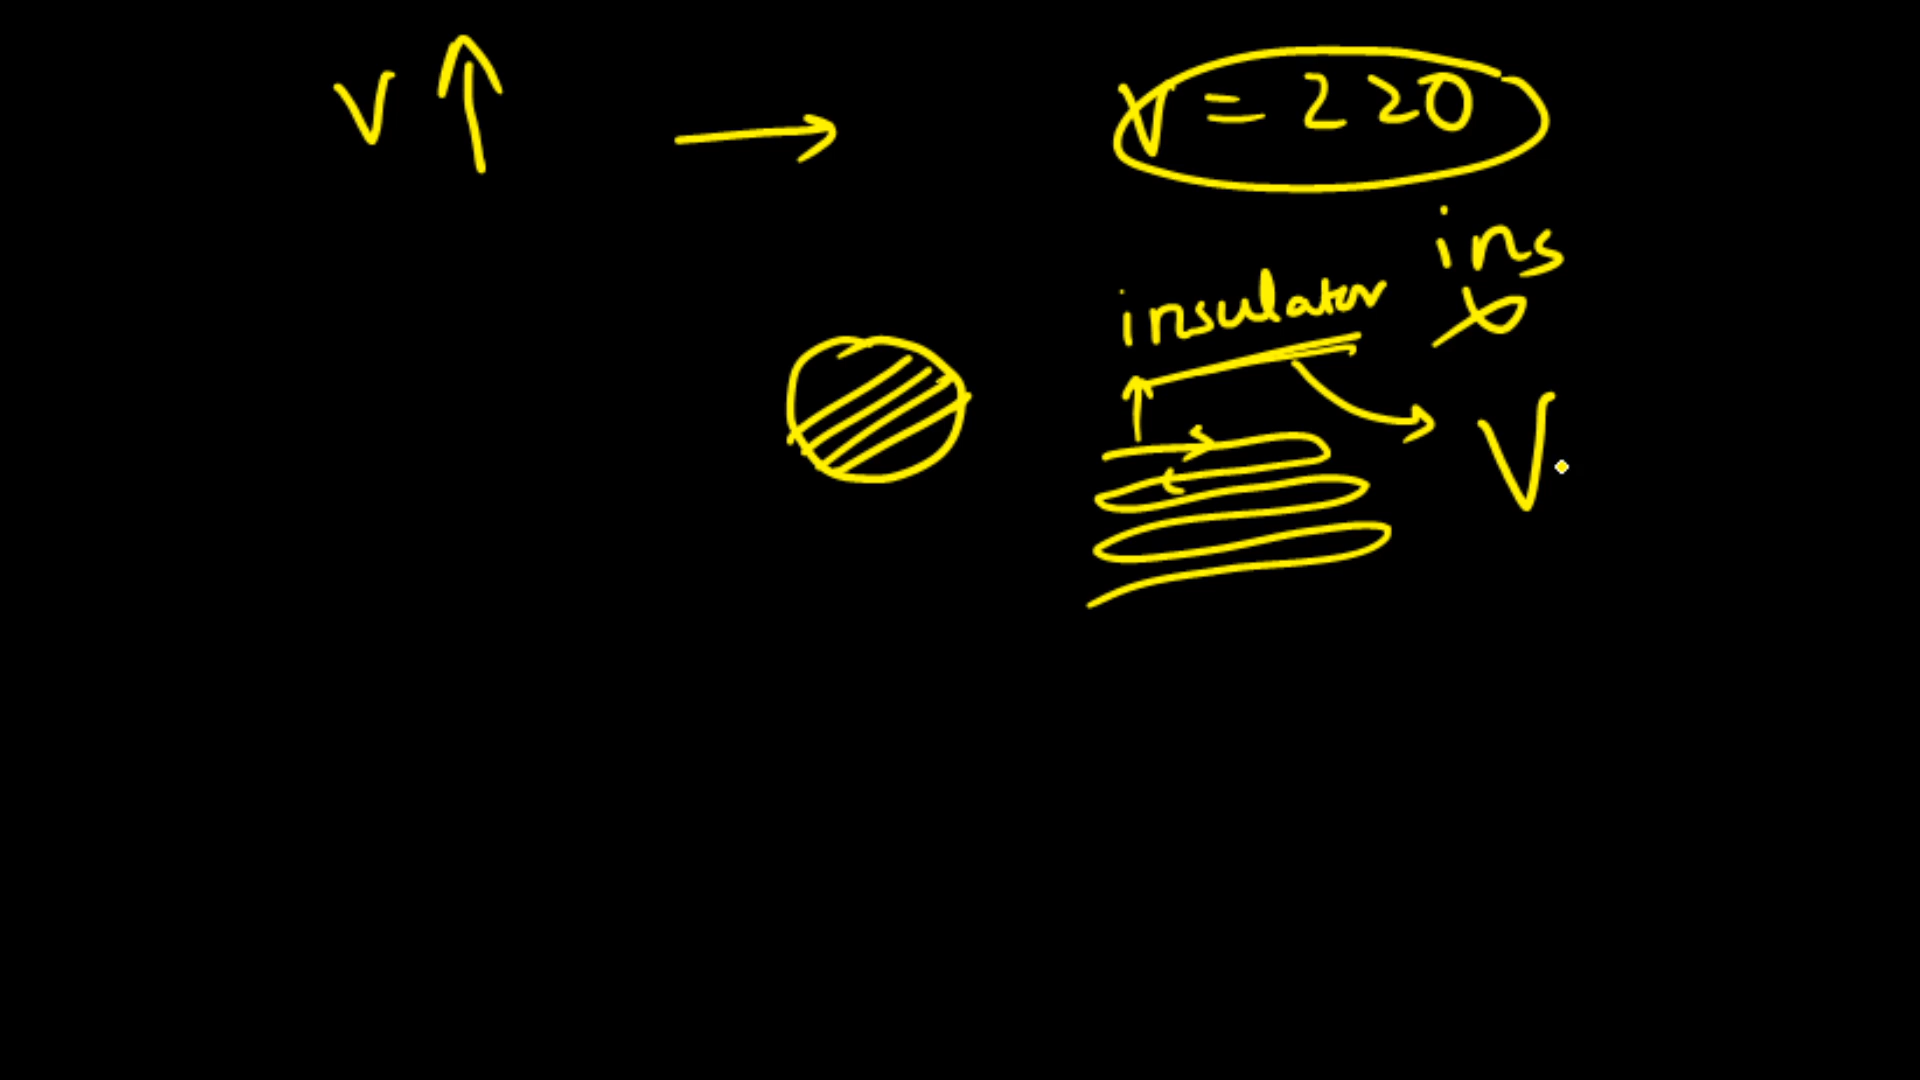 V ↑ → V = 220
ins
insulator
V